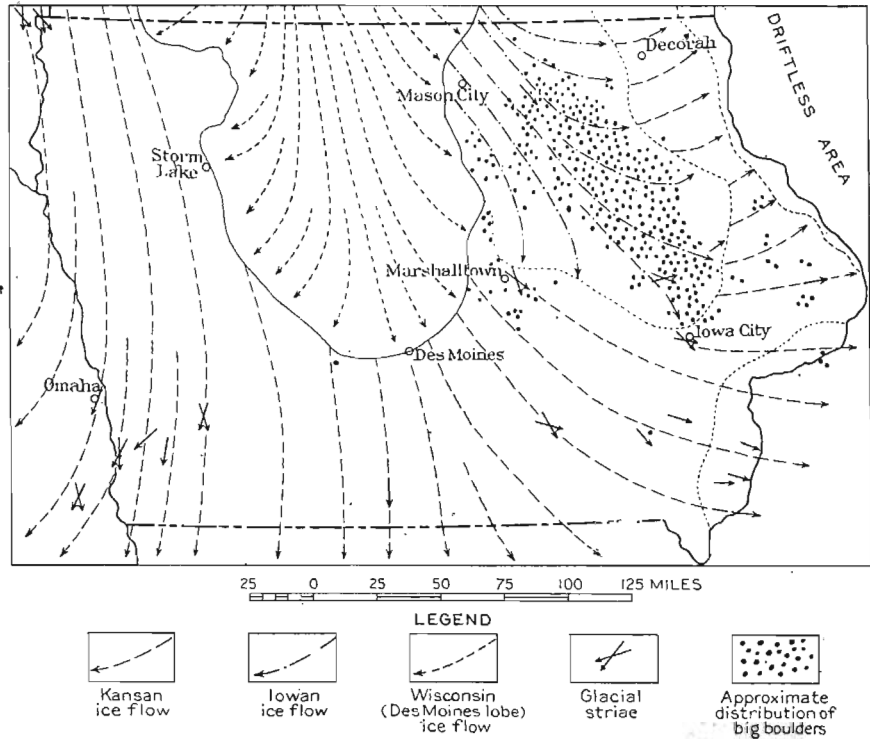 Decorah
DRIFTLESS AREA
Mason City
Storm
Lake
Marshalltown
Iowa City
Des Moines
Omaha
25 0 25 50 75 100 125 MILES
LEGEND
Kansan
ice flow
Iowan
ice flow
Wisconsin
(Des Moines lobe)
ice flow
Glacial
striae
Approximate
distribution of
big boulders